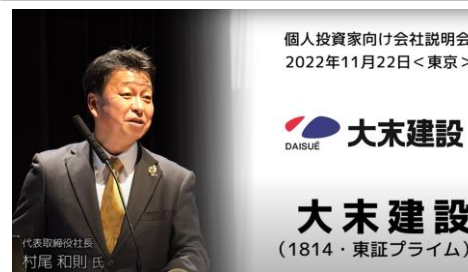 個人投資家向け会社説明会
2022年11月22日<東京>
DAISUÉ 大末建設
大末建設
(1814・東証プライム)
代表取締役社長
村尾 和則 氏